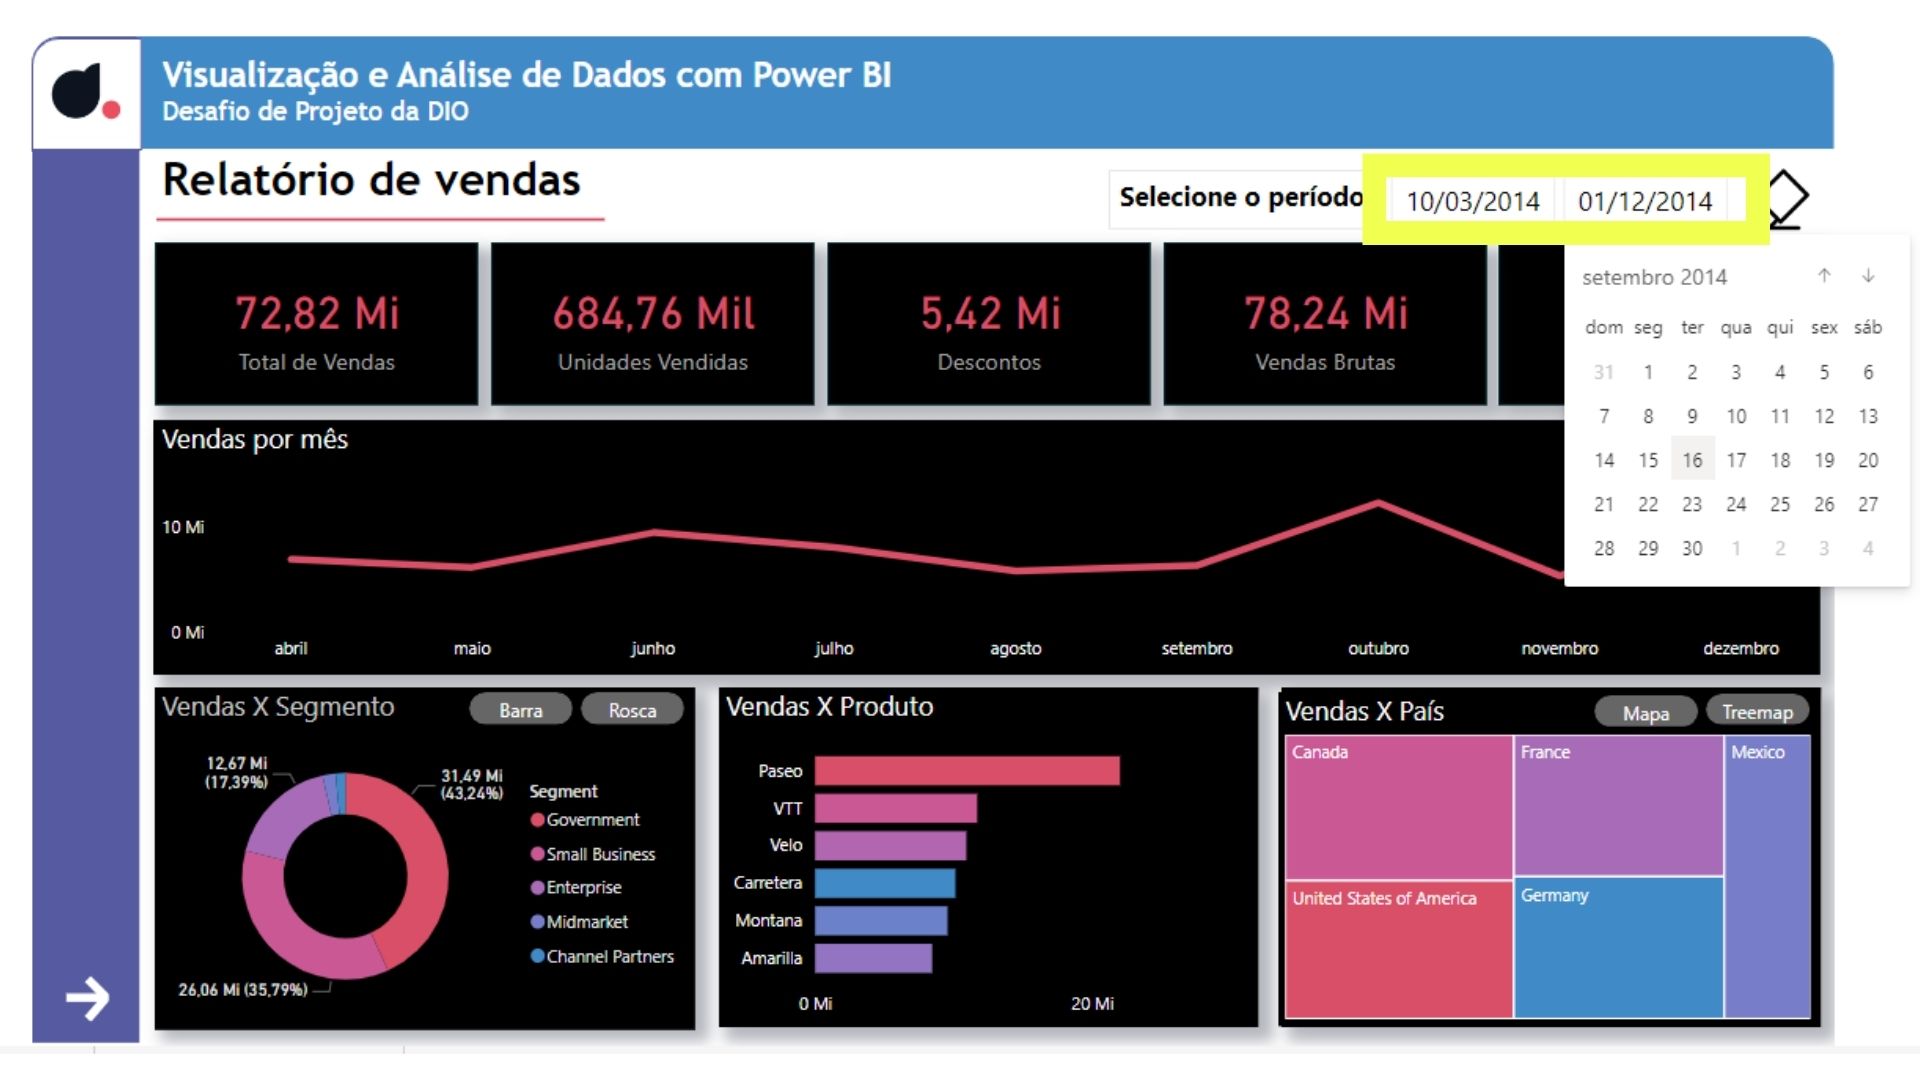 Visualização e Análise de Dados com Power BI
Desafio de Projeto da DIO
Relatório de vendas
Selecione o período
10/03/2014 01/12/2014
72,82 Mi
Total de Vendas
684,76 Mil
Unidades Vendidas
5,42 Mi
Descontos
78,24 Mi
Vendas Brutas
setembro 2014
dom seg ter qua qui sex sáb
31 1 2 3 4 5 6
7 8 9 10 11 12 13
14 15 16 17 18 19 20
21 22 23 24 25 26 27
28 29 30 1 2 3 4
Vendas por mês
10 Mi
0 Mi
abril maio junho julho agosto setembro outubro novembro dezembro
Vendas X Segmento
Barra
Rosca
12,67 Mi
(17,39%)
31,49 Mi
(43,24%)
26,06 Mi (35,79%)
Segment
Government
Small Business
Enterprise
Midmarket
Channel Partners
Vendas X Produto
Paseo
VTT
Velo
Carretera
Montana
Amarilla
0 Mi 20 Mi
Vendas X País
Mapa
Treemap
Canada
France
Mexico
United States of America
Germany